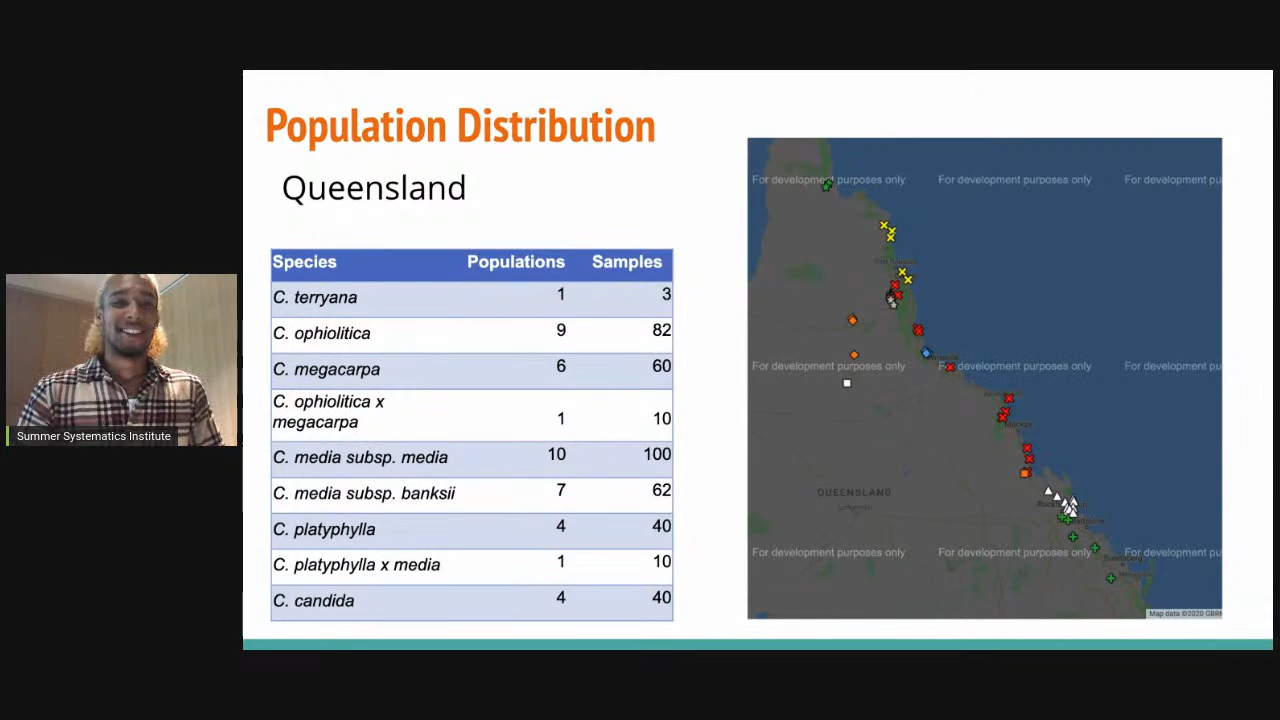 Population Distribution
Queensland
Species Populations Samples
C. terryana 1 3
C. ophiolitica 9 82
C. megacarpa 6 60
C. ophiolitica x
megacarpa 1 10
C. media subsp. media 10 100
C. media subsp. banksii 7 62
C. platyphylla 4 40
C. platyphylla x media 1 10
C. candida 4 40
Summer Systematics Institute
For development purposes only For development purposes only For development pu
For development purposes only For development purposes only For development pu
Mackay
QUEENSLAND
For development purposes only For development purposes only For development pu
Map data ©2020 GBRM